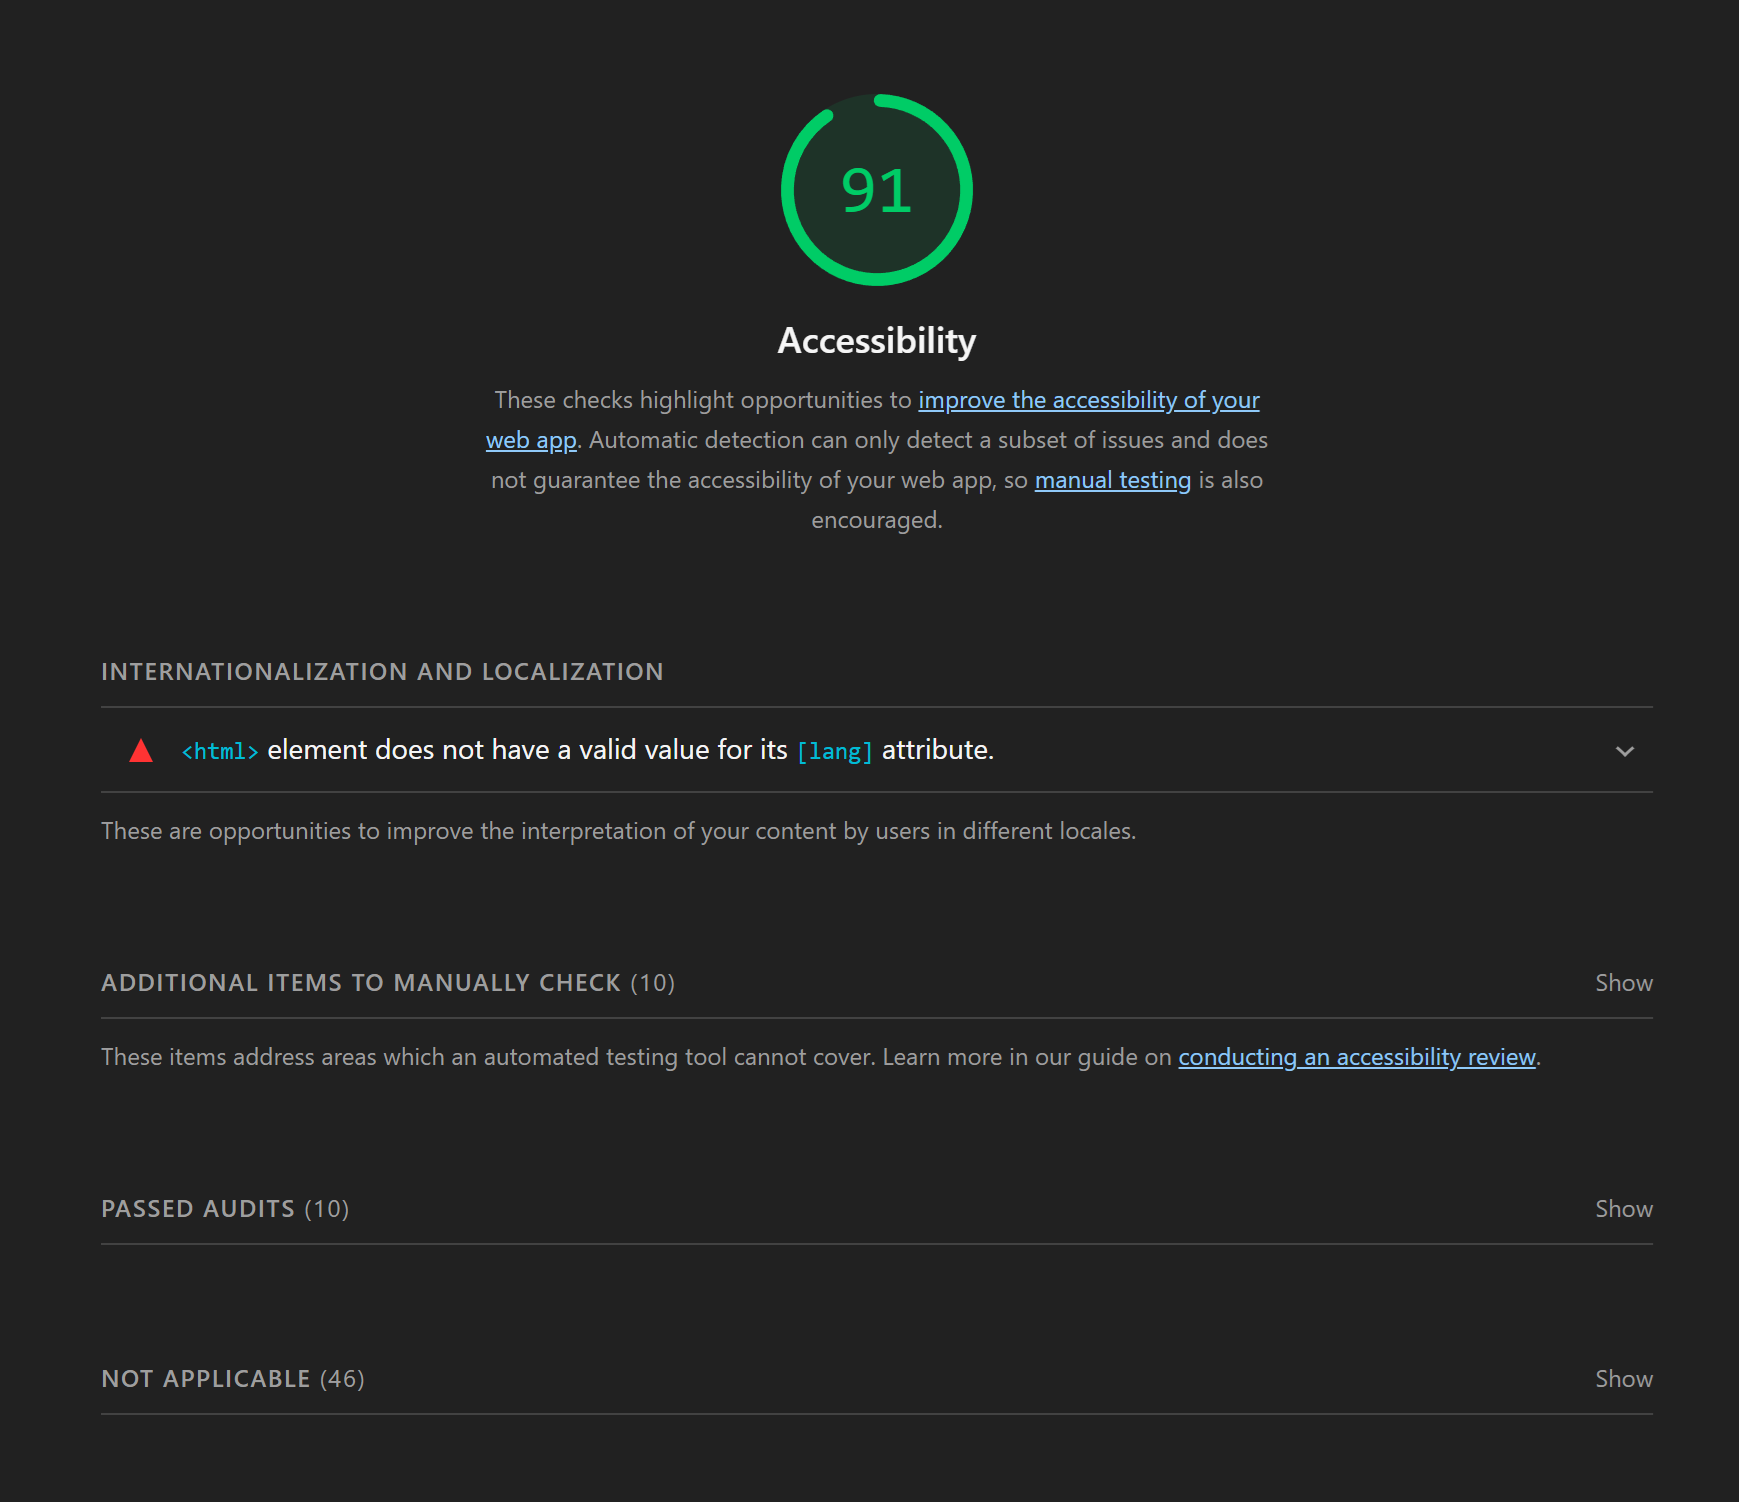 91
Accessibility
These checks highlight opportunities to improve the accessibility of your
web app. Automatic detection can only detect a subset of issues and does
not guarantee the accessibility of your web app, so manual testing is also
encouraged.
INTERNATIONALIZATION AND LOCALIZATION
<html> element does not have a valid value for its [lang] attribute.
These are opportunities to improve the interpretation of your content by users in different locales.
ADDITIONAL ITEMS TO MANUALLY CHECK (10) Show
These items address areas which an automated testing tool cannot cover. Learn more in our guide on conducting an accessibility review.
PASSED AUDITS (10) Show
NOT APPLICABLE (46) Show